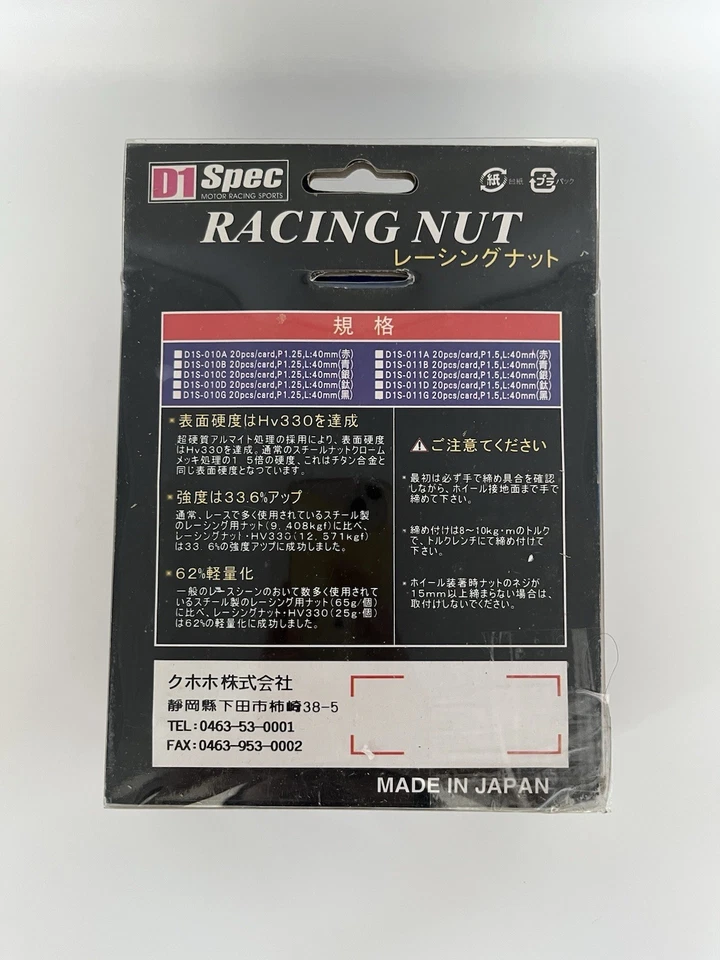 D1 Spec
MOTOR RACING SPORTS
紙 台紙 プラ パック
RACING NUT
レーシングナット
規 格
■D1S-010A 20pcs/card,P1.25,L:40mm(赤)
■D1S-010B 20pcs/card,P1.25,L:40mm(青)
■D1S-010C 20pcs/card,P1.25,L:40mm(銀)
■D1S-010D 20pcs/card,P1.25,L:40mm(鈦)
■D1S-010G 20pcs/card,P1.25,L:40mm(黒)
■D1S-011A 20pcs/card,P1.5,L:40mm(赤)
■D1S-011B 20pcs/card,P1.5,L:40mm(青)
■D1S-011C 20pcs/card,P1.5,L:40mm(銀)
■D1S-011D 20pcs/card,P1.5,L:40mm(鈦)
■D1S-011G 20pcs/card,P1.5,L:40mm(黒)
*表面硬度はHv330を達成
超硬質アルマイト処理の採用により、表面硬度
はHv330を達成。通常のスチールナットクローム
メッキ処理の1.5倍の硬度、これはチタン合金と
同じ表面硬度となつています。
*強度は33.6%アップ
通常、レースで多く使用されているスチール製
のレーシング用ナット(9,408kgf)に比べ、
レーシングナット・HV330(12,571kgf)
は33.6%の強度アップに成功しました。
*62%軽量化
一般のレースシーンのおいて数多く使用されて
いるスチール製のレーシング用ナット(65g/個)
に比べ、レーシングナット・HV330(25g・個)
は62%の軽量化に成功しました。
⚠ご注意てください
*最初は必ず手で締め具合を確認
しながら、ホイール接地面まで手で
締めて下さい。
*締め付けは8~10kg・mのトルク
で、トルクレンチにて締め付けて
下さい。
*ホイール装著時ナットのネジが
15mm以上締まらない場合は、
取付けしないでください。
クホホ株式会社
静岡縣下田市柿崎38-5
TEL:0463-53-0001
FAX:0463-953-0002
MADE IN JAPAN